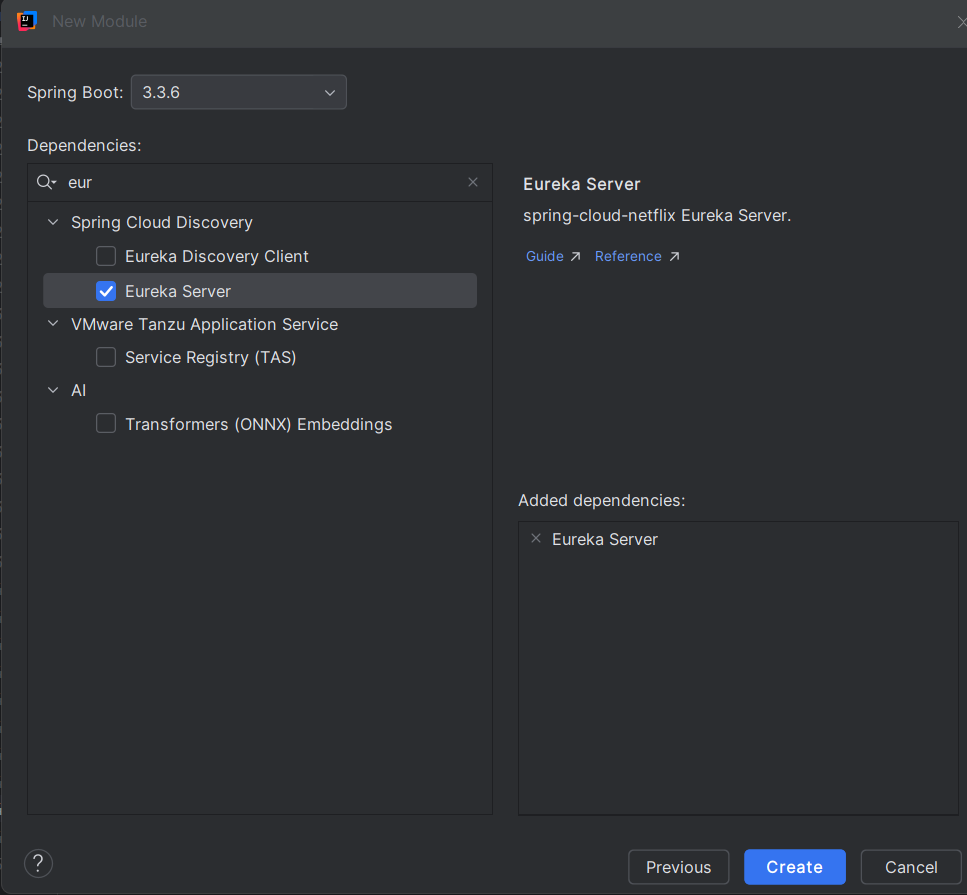 New Module
Spring Boot: 3.3.6
Dependencies:
eur
Spring Cloud Discovery
Eureka Discovery Client
Eureka Server
VMware Tanzu Application Service
Service Registry (TAS)
AI
Transformers (ONNX) Embeddings
Eureka Server
spring-cloud-netflix Eureka Server.
Guide ↗ Reference ↗
Added dependencies:
Eureka Server
? Previous Create Cancel